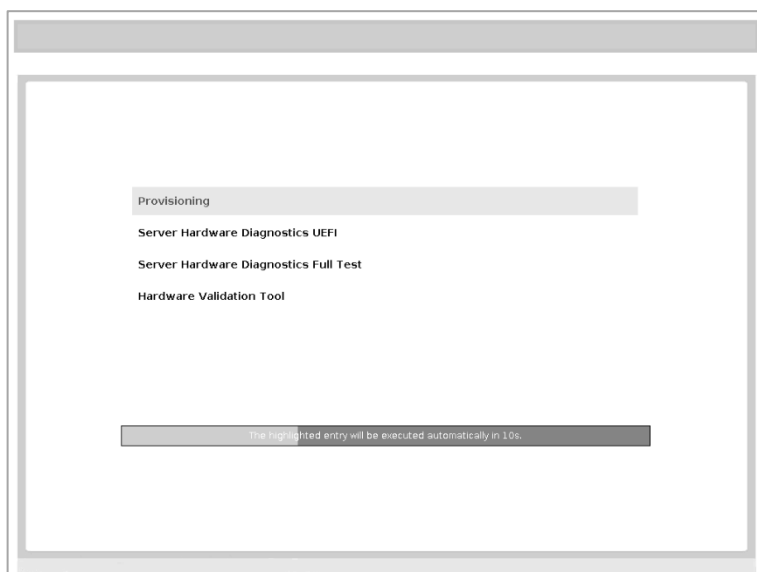 Provisioning
Server Hardware Diagnostics UEFI
Server Hardware Diagnostics Full Test
Hardware Validation Tool
The highlighted entry will be executed automatically in 10s.